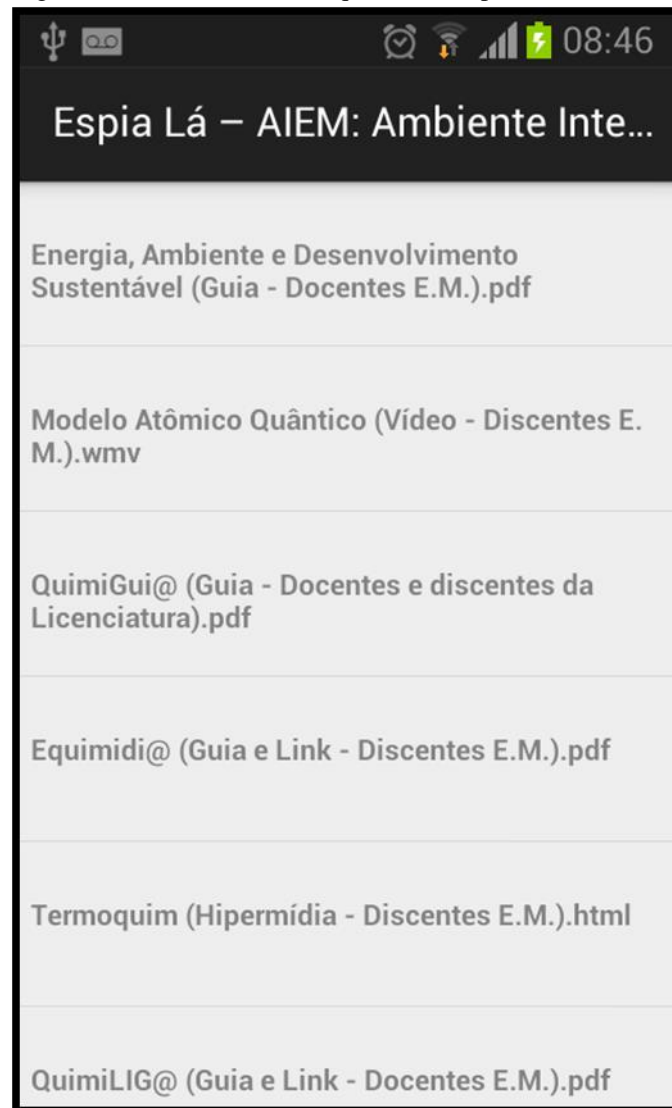 08:46
Espia Lá – AIEM: Ambiente Inte...
Energia, Ambiente e Desenvolvimento
Sustentável (Guia - Docentes E.M.).pdf
Modelo Atômico Quântico (Vídeo - Discentes E.
M.).wmv
QuimiGui@ (Guia - Docentes e discentes da
Licenciatura).pdf
Equimidi@ (Guia e Link - Discentes E.M.).pdf
Termoquim (Hipermídia - Discentes E.M.).html
QuimiLIG@ (Guia e Link - Docentes E.M.).pdf